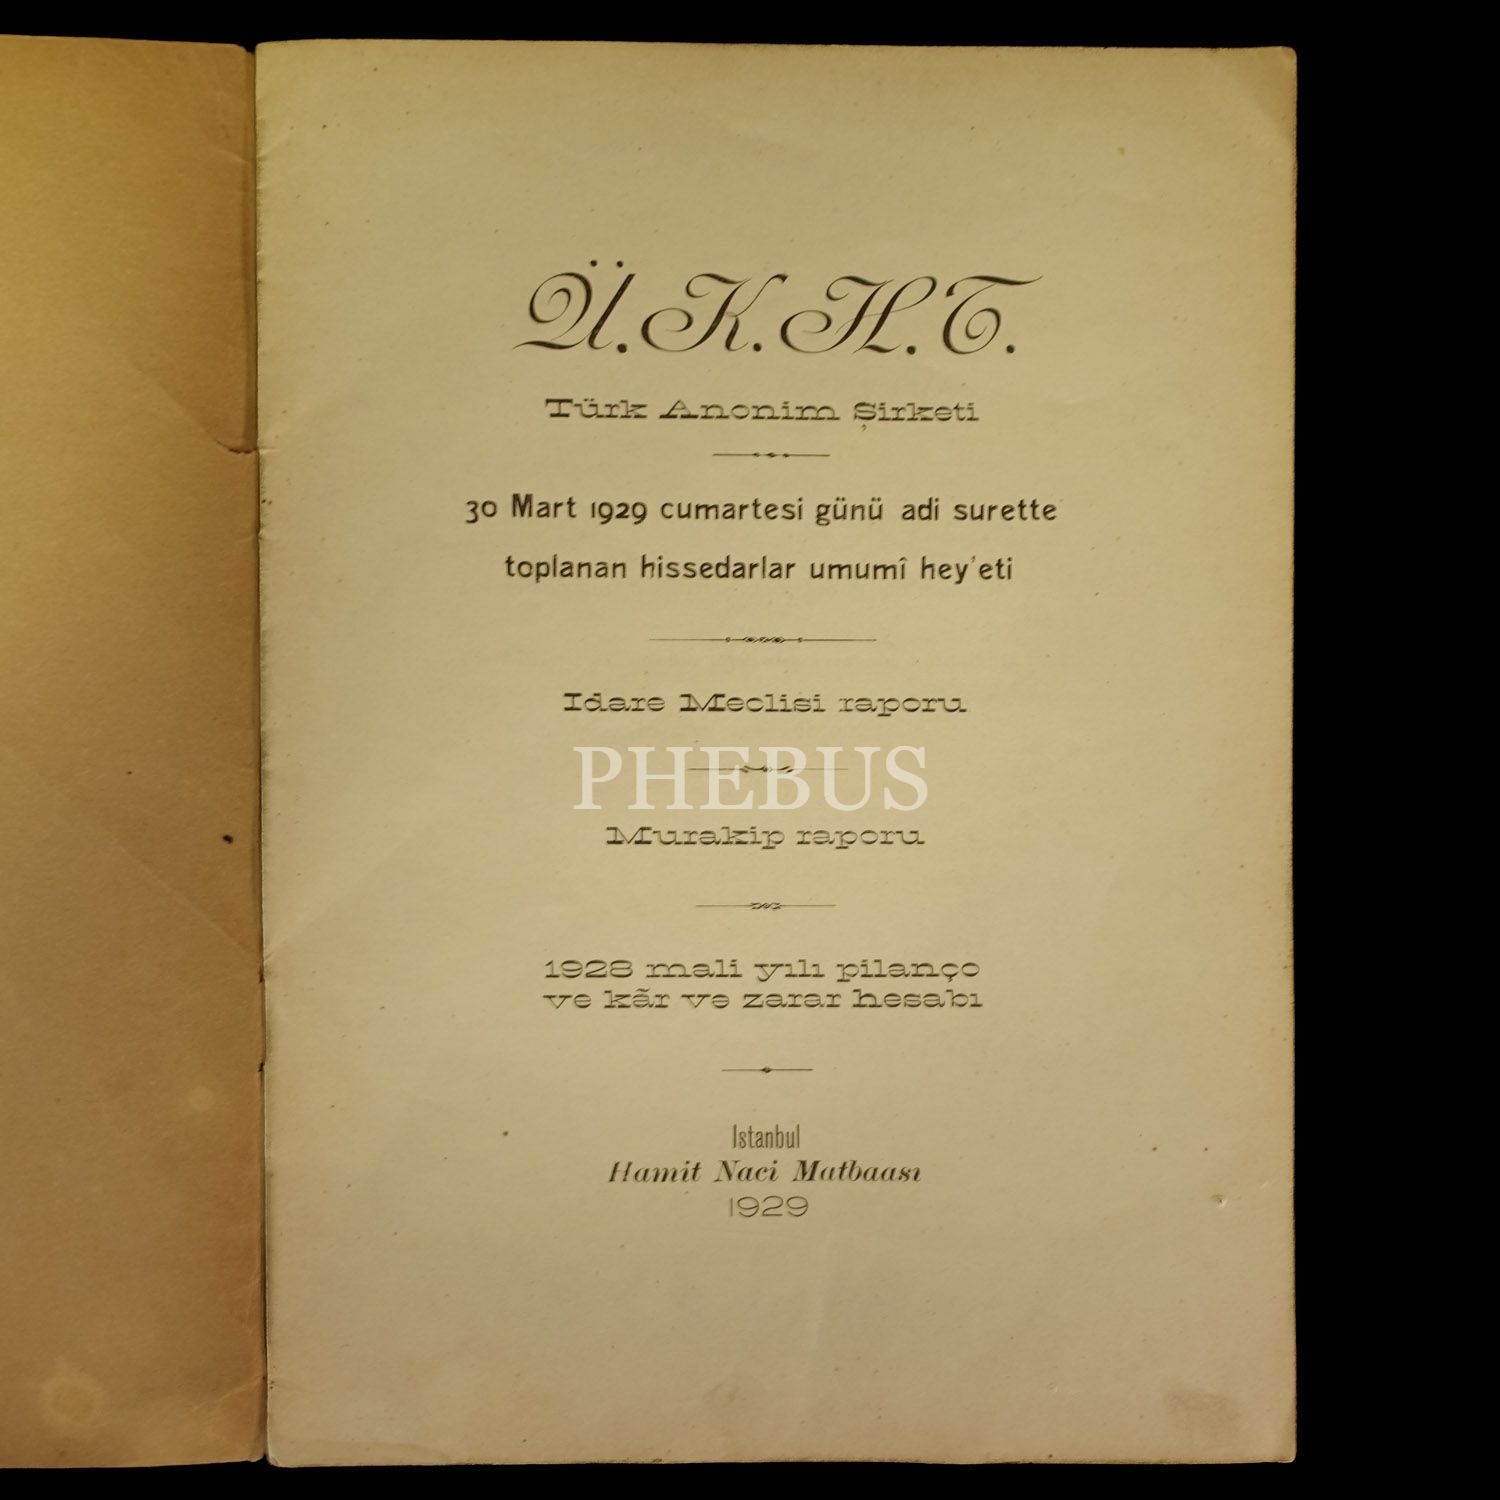 Ü. K. H. T.
Türk Anonim Şirketi
30 Mart 1929 cumartesi günü adi surette
toplanan hissedarlar umumî hey'eti
Idare Meclisi raporu
PHEBUS
Murakip raporu
1928 mali yılı pilanço
ve kâr ve zarar hesabı
Istanbul
Hamit Naci Matbaası
1929